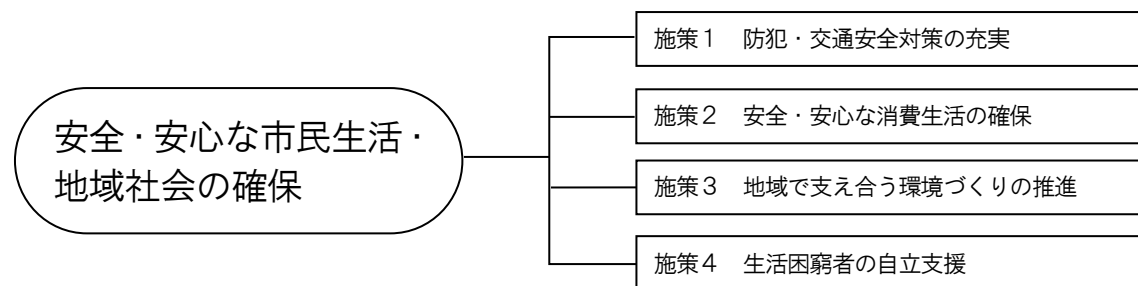 安全・安心な市民生活・
地域社会の確保
施策１　防犯・交通安全対策の充実
施策２　安全・安心な消費生活の確保
施策３　地域で支え合う環境づくりの推進
施策４　生活困窮者の自立支援